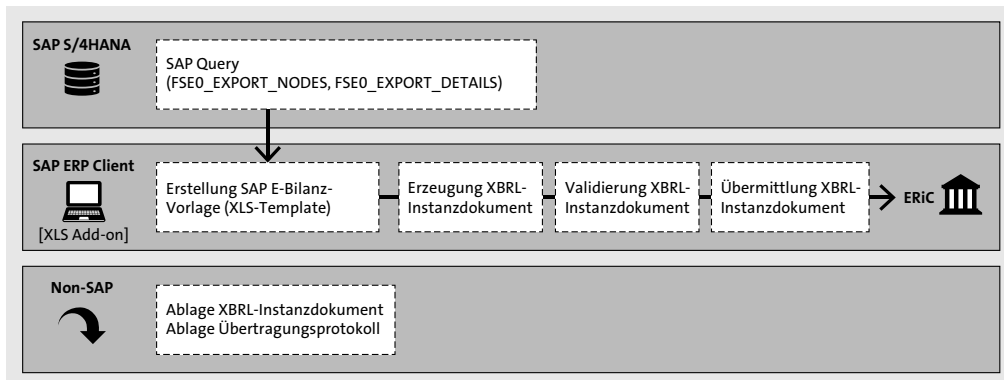 SAP S/4HANA
SAP Query
(FSE0_EXPORT_NODES, FSE0_EXPORT_DETAILS)
SAP ERP Client
[XLS Add-on]
Erstellung SAP E-Bilanz-
Vorlage (XLS-Template)
Erzeugung XBRL-
Instanzdokument
Validierung XBRL-
Instanzdokument
Übermittlung XBRL-
Instanzdokument
ERiC
Non-SAP
Ablage XBRL-Instanzdokument
Ablage Übertragungsprotokoll